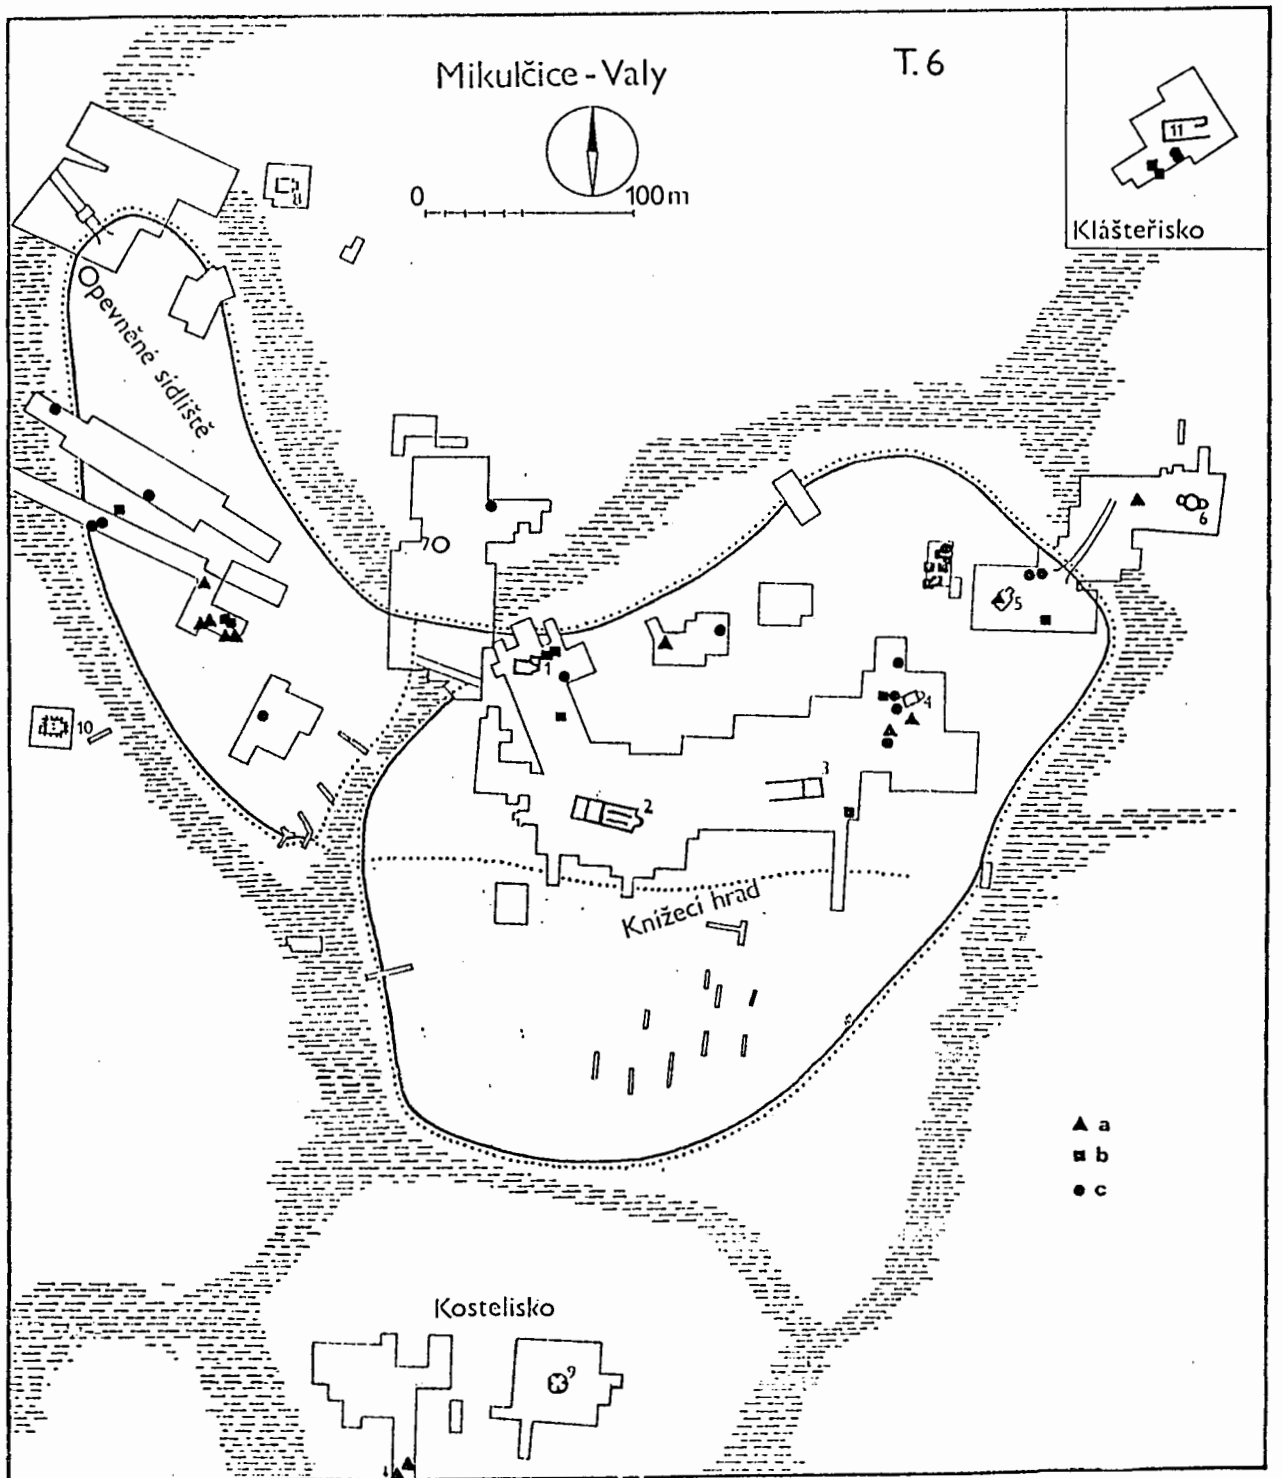 Mikulčice - Valy
T. 6
0 100 m
11
Klášteřisko
8
Opevněné sídliště
7
6
5
1
4
10
3
2
Knížecí hrad
a
b
c
Kostelisko
9